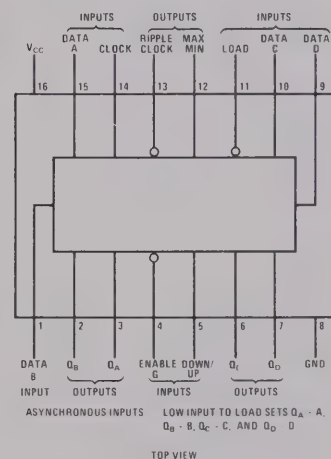 INPUTS OUTPUTS INPUTS
DATA RIPPLE MAX DATA DATA
VCC A CLOCK CLOCK MIN LOAD C D
16 15 14 13 12 11 10 9
1 2 3 4 5 6 7 8
DATA QB QA ENABLE DOWN/ QD GND
B G UP
INPUT OUTPUTS INPUTS OUTPUTS
ASYNCHRONOUS INPUTS LOW INPUT TO LOAD SETS QA - A,
QB - B, QC - C, AND QD D
TOP VIEW